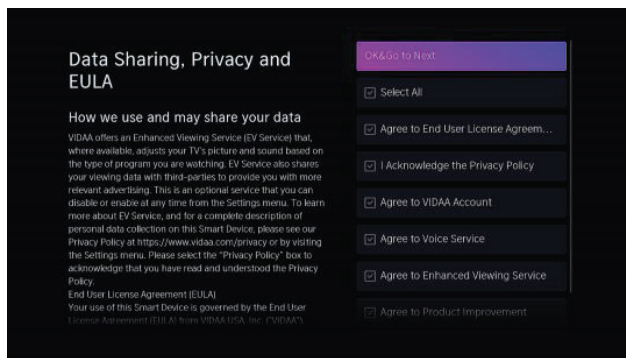 Data Sharing, Privacy and
EULA
How we use and may share your data
VIDAA offers an Enhanced Viewing Service (EV Service) that,
where available, adjusts your TV's picture and sound based on
the type of program you are watching. EV Service also shares
your viewing data with third-parties to provide you with more
relevant advertising. This is an optional service that you can
disable or enable at any time from the Settings menu. To learn
more about EV Service, and for a complete description of
personal data collection on this Smart Device, please see our
Privacy Policy at https://www.vidaa.com/privacy or by visiting
the Settings menu. Please select the "Privacy Policy" box to
acknowledge that you have read and understood the Privacy
Policy.
End User License Agreement (EULA)
Your use of this Smart Device is governed by the End User
License Agreement (EULA) from VIDAA USA, Inc. ("VIDAA").
OK&Go to Next
Select All
Agree to End User License Agreem...
I Acknowledge the Privacy Policy
Agree to VIDAA Account
Agree to Voice Service
Agree to Enhanced Viewing Service
Agree to Product Improvement